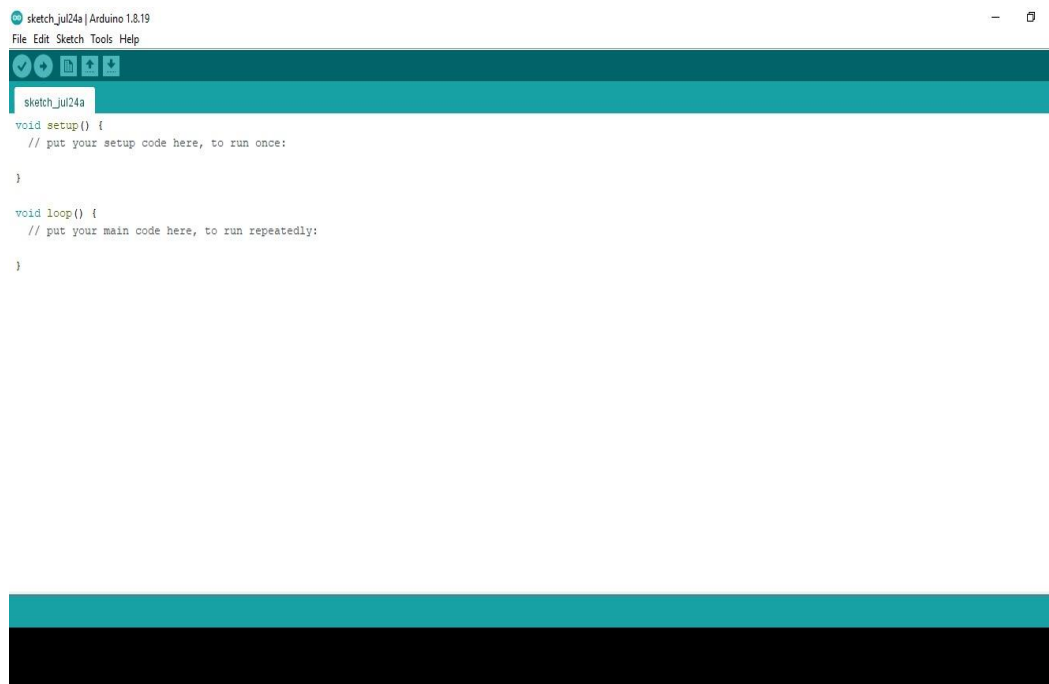 sketch_jul24a | Arduino 1.8.19
File Edit Sketch Tools Help
sketch_jul24a
void setup() {
  // put your setup code here, to run once:
}
void loop() {
  // put your main code here, to run repeatedly:
}